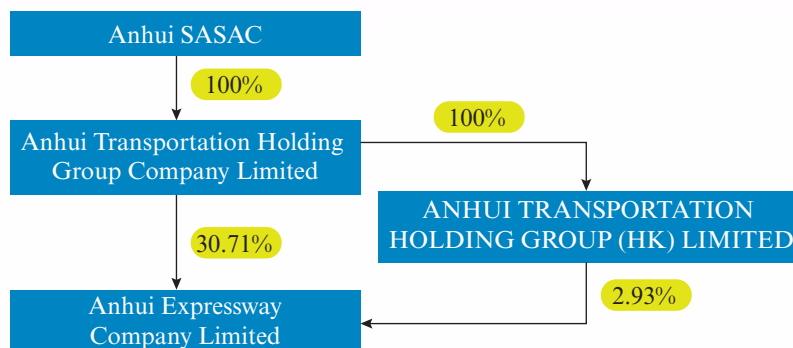 Anhui SASAC
100%
Anhui Transportation Holding
Group Company Limited
100%
ANHUI TRANSPORTATION
HOLDING GROUP (HK) LIMITED
30.71%
2.93%
Anhui Expressway
Company Limited